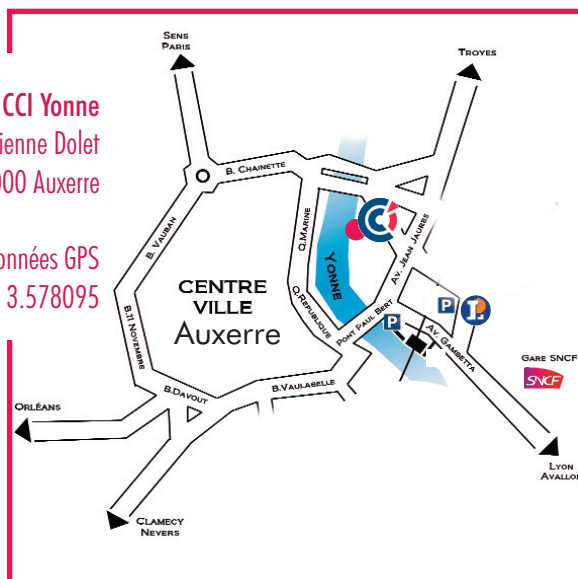 SENS
PARIS
TROYES
CCI Yonne
ienne Dolet
000 Auxerre
onnées GPS
3.578095
B. CHAINETTE
B. VAUBAN
Q.MARINE
YONNE
AV. JEAN JAURES
CENTRE
VILLE
Auxerre
Q.REPUBLIQUE
PONT PAUL BERT
P
P
L
AV. GAMBETTA
B.11 NOVEMBRE
B.DAVOUT
B.VAULABELLE
GARE SNCF
SNCF
ORLÉANS
LYON
AVALLON
CLAMECY
NEVERS